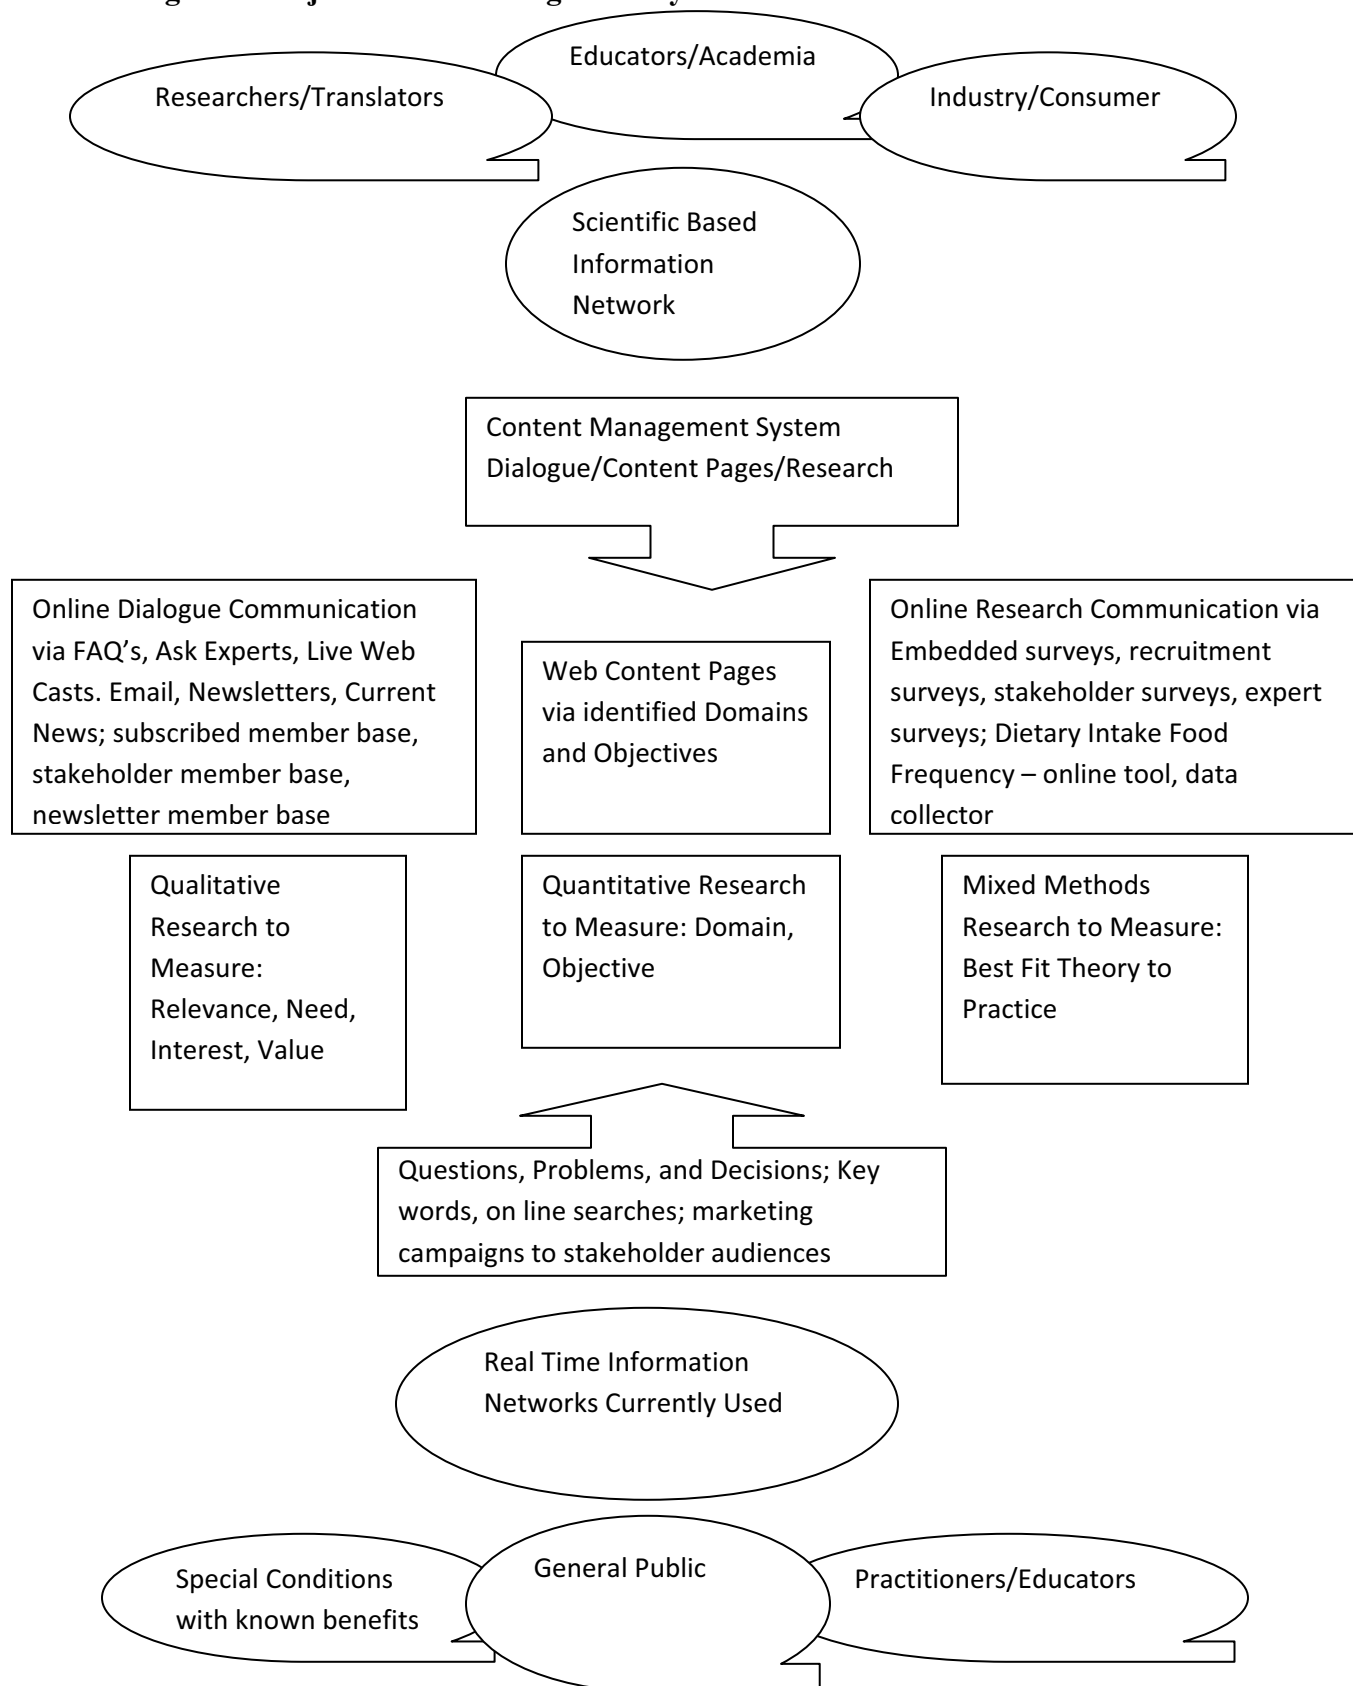 Educators/Academia
Researchers/Translators
Industry/Consumer
Scientific Based
Information
Network
Content Management System
Dialogue/Content Pages/Research
Online Dialogue Communication
via FAQ’s, Ask Experts, Live Web
Casts. Email, Newsletters, Current
News; subscribed member base,
stakeholder member base,
newsletter member base
Web Content Pages
via identified Domains
and Objectives
Online Research Communication via
Embedded surveys, recruitment
surveys, stakeholder surveys, expert
surveys; Dietary Intake Food
Frequency – online tool, data
collector
Qualitative
Research to
Measure:
Relevance, Need,
Interest, Value
Quantitative Research
to Measure: Domain,
Objective
Mixed Methods
Research to Measure:
Best Fit Theory to
Practice
Questions, Problems, and Decisions; Key
words, on line searches; marketing
campaigns to stakeholder audiences
Real Time Information
Networks Currently Used
Special Conditions
with known benefits
General Public
Practitioners/Educators